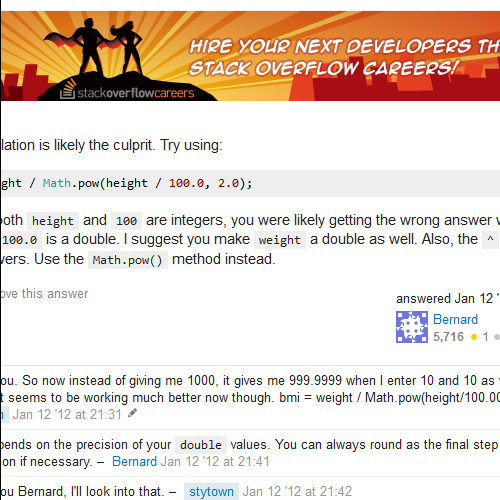 HIRE YOUR NEXT DEVELOPERS TH
STACK OVERFLOW CAREERS!
stackoverflowcareers
lation is likely the culprit. Try using:
ght / Math.pow(height / 100.0, 2.0);
both height and 100 are integers, you were likely getting the wrong answer w
100.0 is a double. I suggest you make weight a double as well. Also, the ^
vers. Use the Math.pow() method instead.
ove this answer
answered Jan 12 '
Bernard
5,716 1
ou. So now instead of giving me 1000, it gives me 999.9999 when I enter 10 and 10 as
t seems to be working much better now though. bmi = weight / Math.pow(height/100.00
n Jan 12 '12 at 21:31
pends on the precision of your double values. You can always round as the final step
on if necessary. – Bernard Jan 12 '12 at 21:41
ou Bernard, I'll look into that. – stytown Jan 12 '12 at 21:42